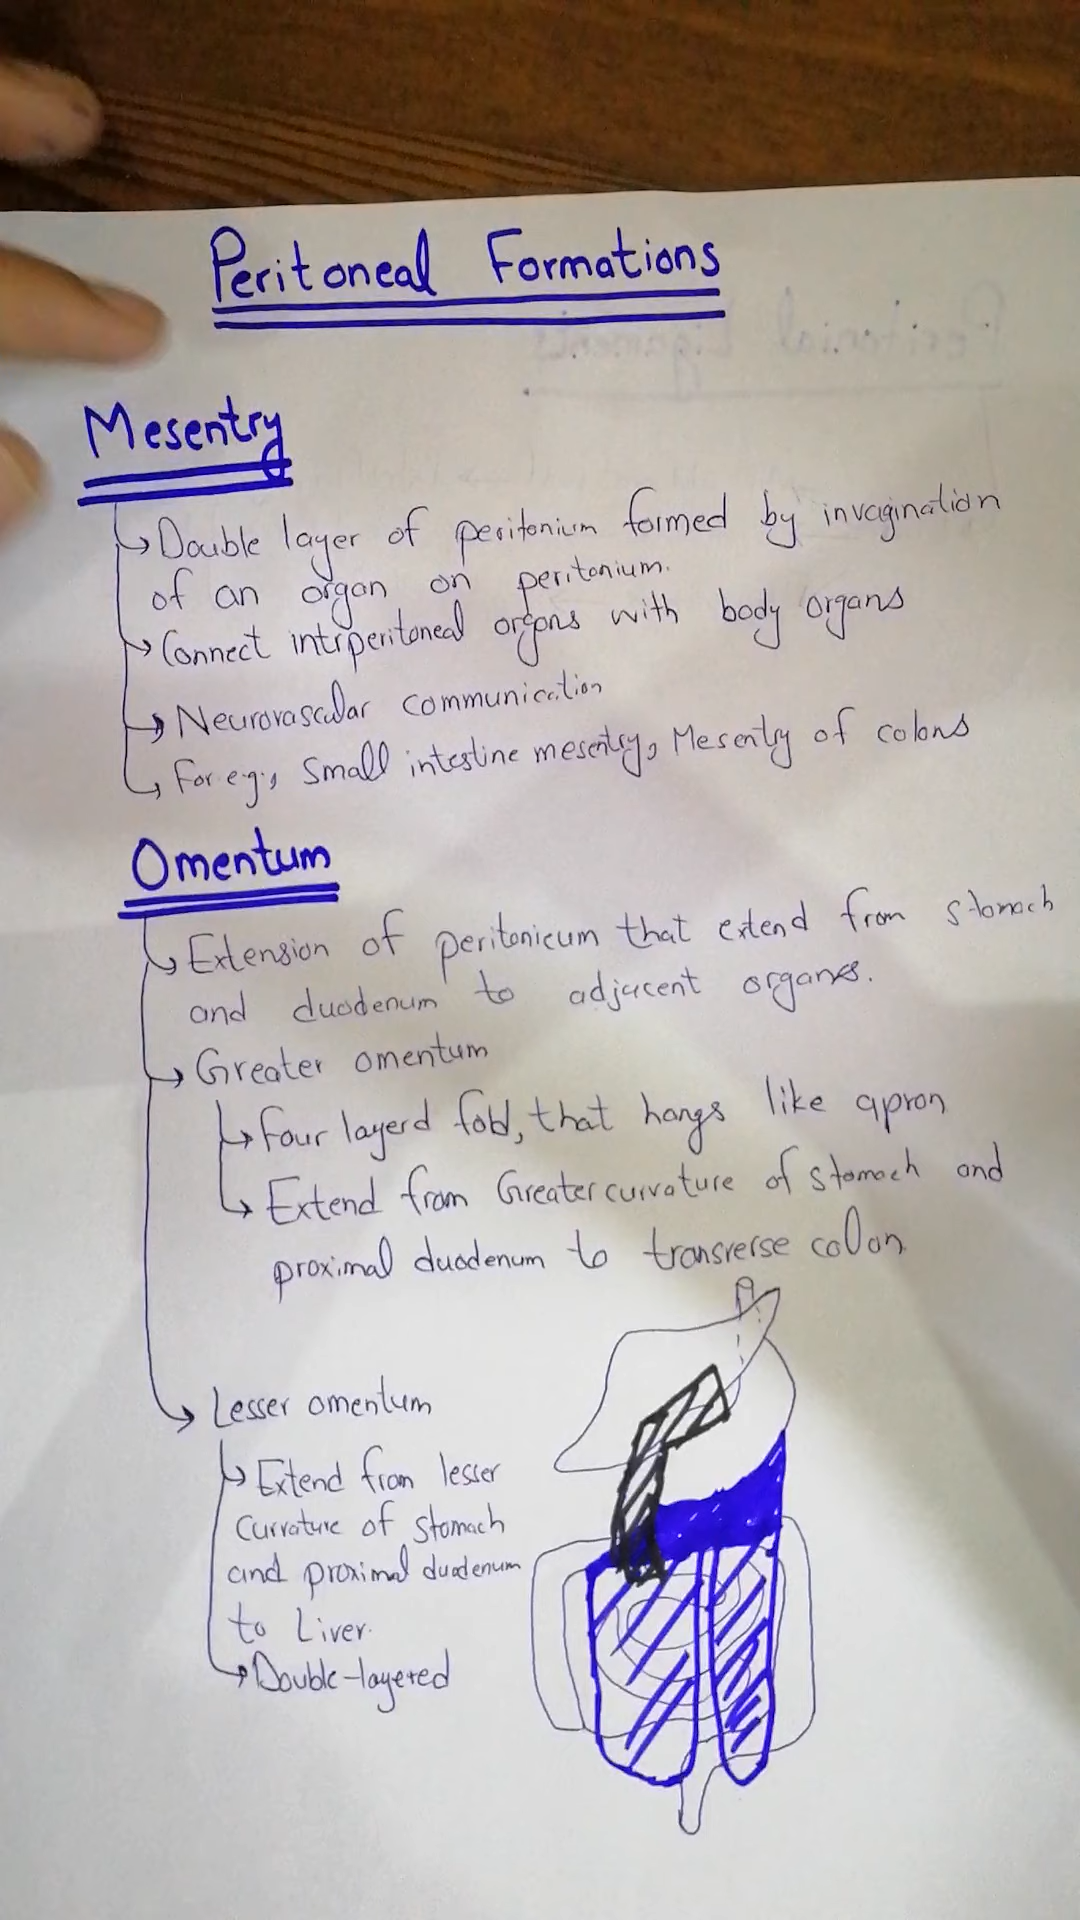 Peritoneal Formations
Mesentry
Double layer of peritonium formed by invagination
of an organ on peritonium.
Connect intrperitoneal organs with body organs
Neurovascular communication
For e.g., Small intestine mesentry, Mesentry of colons
Omentum
Extension of peritonicum that extend from stomach
and duodenum to adjacent organs.
Greater omentum
Four layerd fold, that hangs like apron
Extend from Greater curvature of stomach and
proximal duodenum to transverse colon
Lesser omentum
Extend from lesser
Curvature of stomach
and proximal duodenum
to Liver.
Double-layered